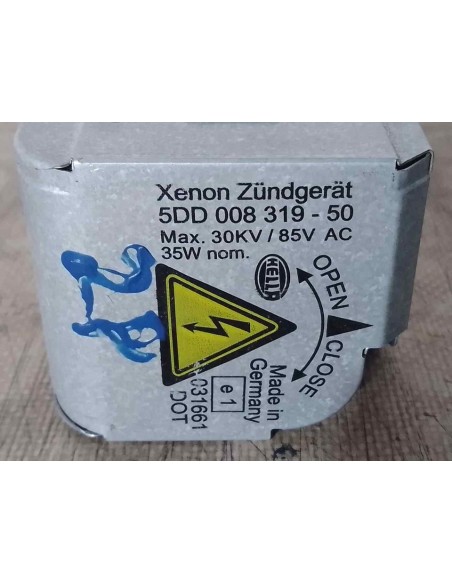 Xenon Zündgerät
5DD 008 319 - 50
Max. 30KV / 85V AC
35W nom.
HELLA
OPEN
CLOSE
Made in
Germany
e 1
031661
DOT